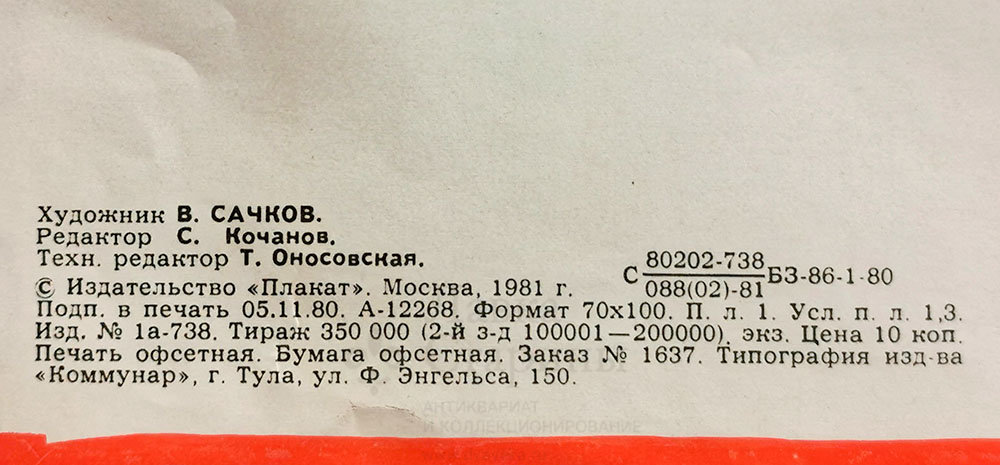 Художник В. САЧКОВ.
Редактор С. Кочанов.
Техн. редактор Т. Оносовская.
С 80202-738 БЗ-86-1-80
088(02)-81
© Издательство «Плакат». Москва, 1981 г.
Подп. в печать 05.11.80. А-12268. Формат 70х100. П. л. 1. Усл. п. л. 1,3.
Изд. № 1а-738. Тираж 350 000 (2-й з-д 100001—200000). экз. Цена 10 коп.
Печать офсетная. Бумага офсетная. Заказ № 1637. Типография изд-ва
«Коммунар», г. Тула, ул. Ф. Энгельса, 150.
АНТИКВАРИАТ
И КОЛЛЕКЦИОНИРОВАНИЕ